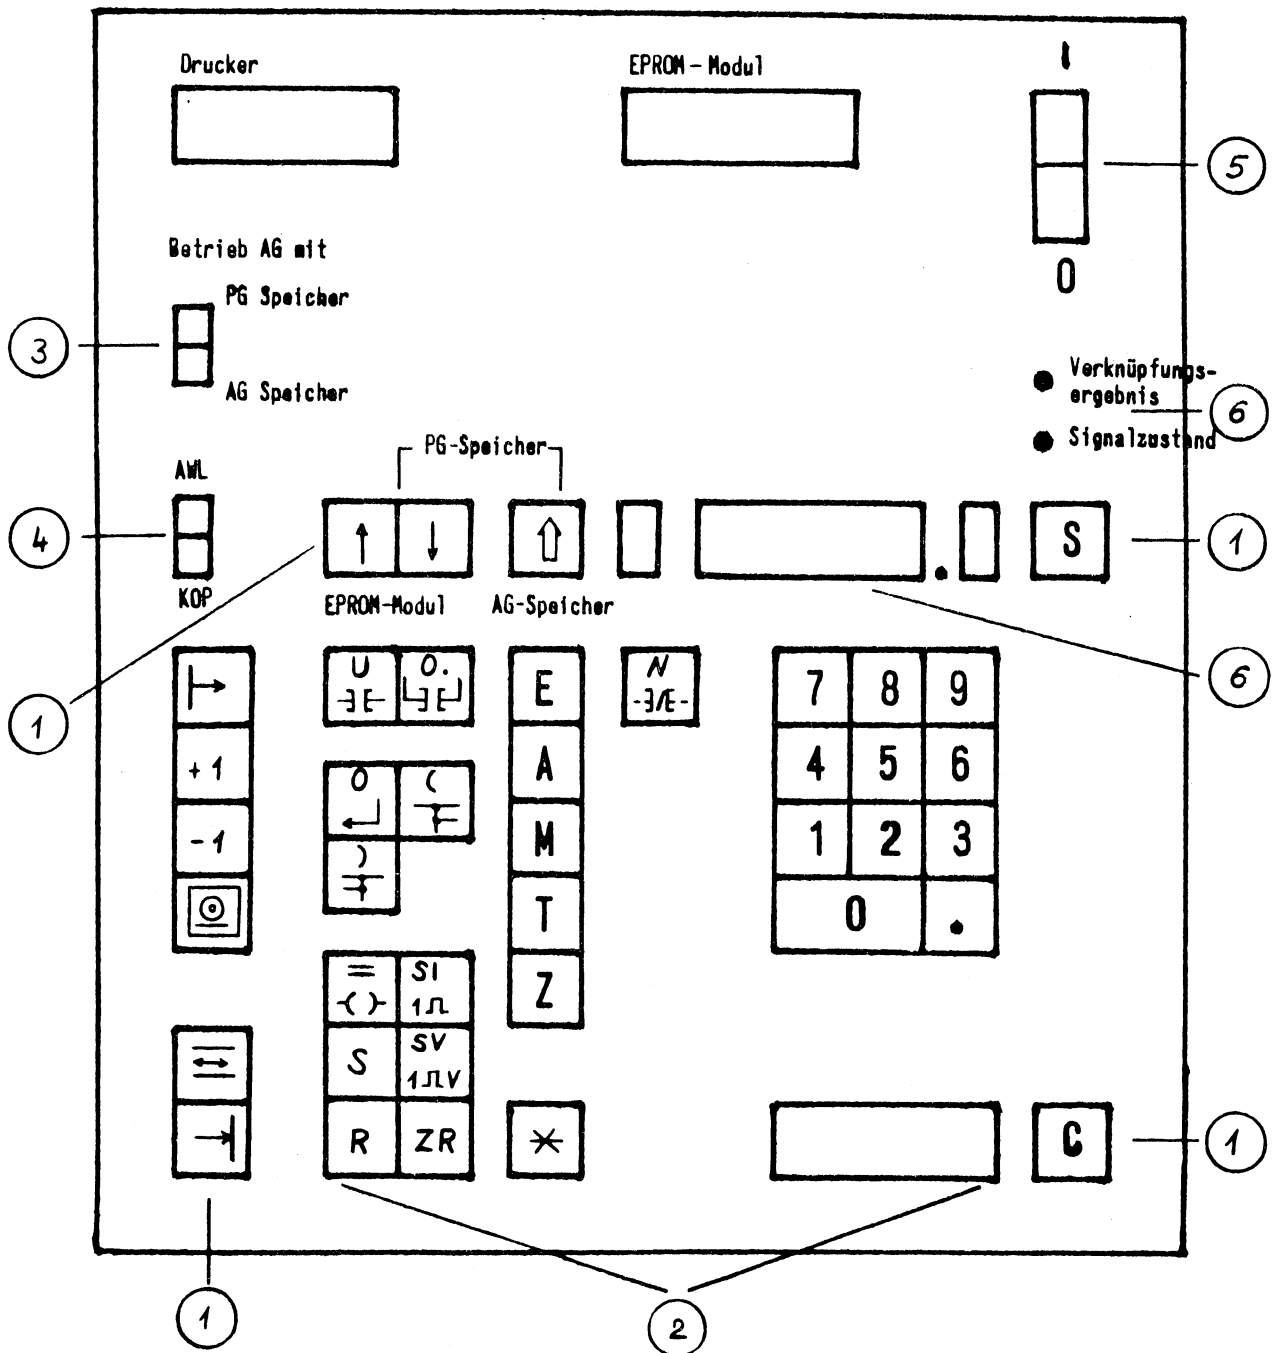 Drucker
EPROM-Modul
I
5
Betrieb AG mit
O
PG Speicher
3
AG Speicher
Verknüpfungs-
ergebnis
6
Signalzustand
PG-Speicher
AWL
4
S
1
KOP
EPROM-Modul
AG-Speicher
U
O.
E
N
7 8 9
6
1
+1
O
(
A
4 5 6
-1
)
M
1 2 3
T
0 .
=
SI
1
Z
S
SV
1 V
R
ZR
C
1
1
2